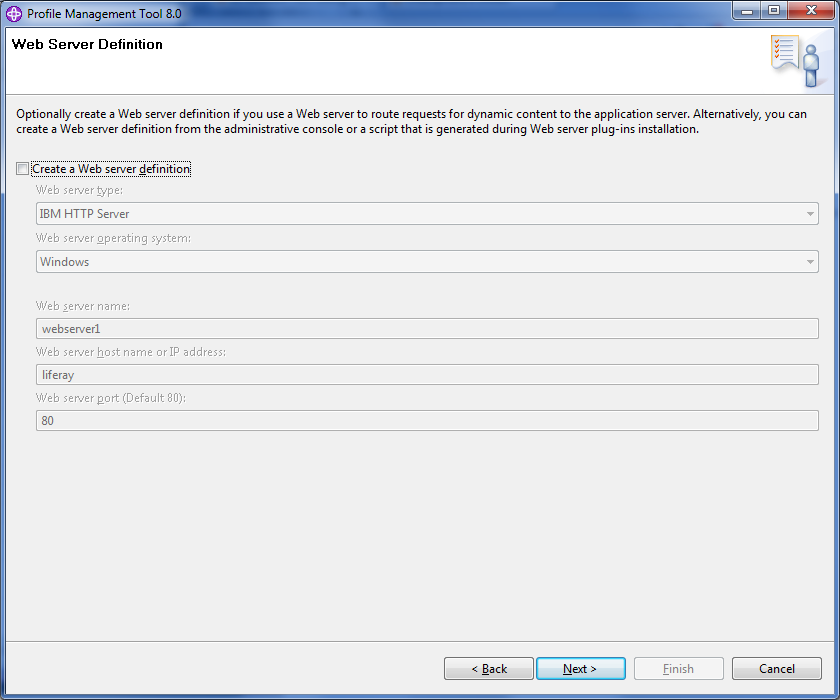 Profile Management Tool 8.0
Web Server Definition
Optionally create a Web server definition if you use a Web server to route requests for dynamic content to the application server. Alternatively, you can
create a Web server definition from the administrative console or a script that is generated during Web server plug-ins installation.
Create a Web server definition
Web server type:
IBM HTTP Server
Web server operating system:
Windows
Web server name:
webserver1
Web server host name or IP address:
liferay
Web server port (Default 80):
80
< Back Next > Finish Cancel